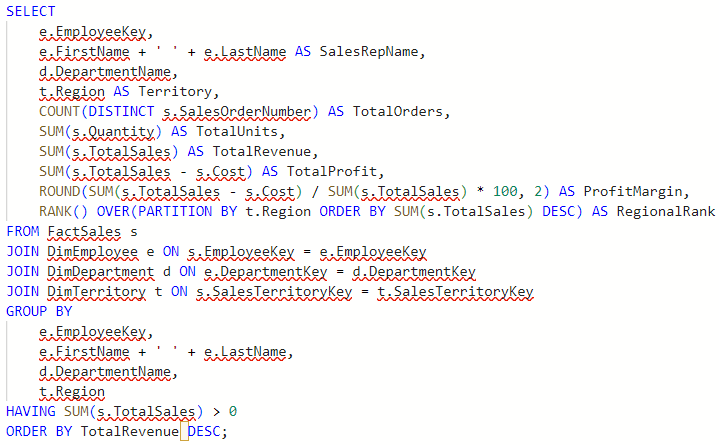 SELECT
    e.EmployeeKey,
    e.FirstName + ' ' + e.LastName AS SalesRepName,
    d.DepartmentName,
    t.Region AS Territory,
    COUNT(DISTINCT s.SalesOrderNumber) AS TotalOrders,
    SUM(s.Quantity) AS TotalUnits,
    SUM(s.TotalSales) AS TotalRevenue,
    SUM(s.TotalSales - s.Cost) AS TotalProfit,
    ROUND(SUM(s.TotalSales - s.Cost) / SUM(s.TotalSales) * 100, 2) AS ProfitMargin,
    RANK() OVER(PARTITION BY t.Region ORDER BY SUM(s.TotalSales) DESC) AS RegionalRank
FROM FactSales s
JOIN DimEmployee e ON s.EmployeeKey = e.EmployeeKey
JOIN DimDepartment d ON e.DepartmentKey = d.DepartmentKey
JOIN DimTerritory t ON s.SalesTerritoryKey = t.SalesTerritoryKey
GROUP BY
    e.EmployeeKey,
    e.FirstName + ' ' + e.LastName,
    d.DepartmentName,
    t.Region
HAVING SUM(s.TotalSales) > 0
ORDER BY TotalRevenue DESC;